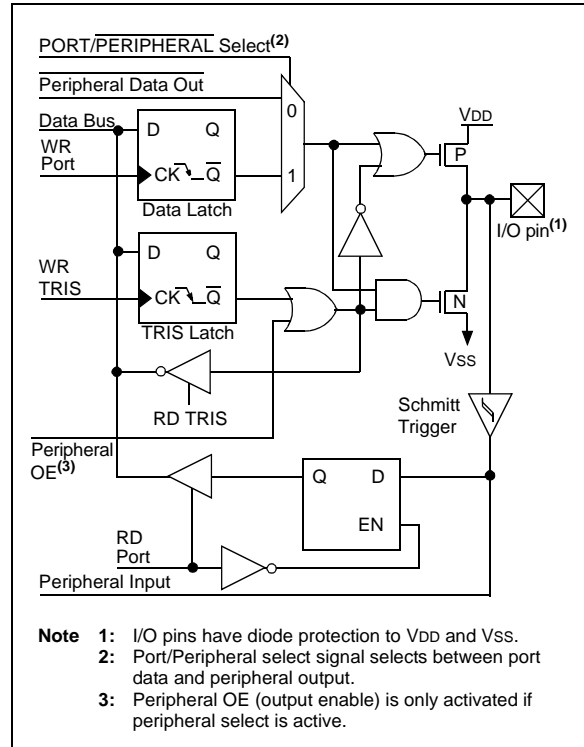 PORT/PERIPHERAL Select(2)
Peripheral Data Out
Data Bus
WR
Port
D Q
CK Q
Data Latch
0
1
VDD
P
I/O pin(1)
WR
TRIS
D Q
CK Q
TRIS Latch
N
VSS
RD TRIS
Schmitt
Trigger
Peripheral
OE(3)
Q D
EN
RD
Port
Peripheral Input
Note 1: I/O pins have diode protection to VDD and VSS.
2: Port/Peripheral select signal selects between port
data and peripheral output.
3: Peripheral OE (output enable) is only activated if
peripheral select is active.